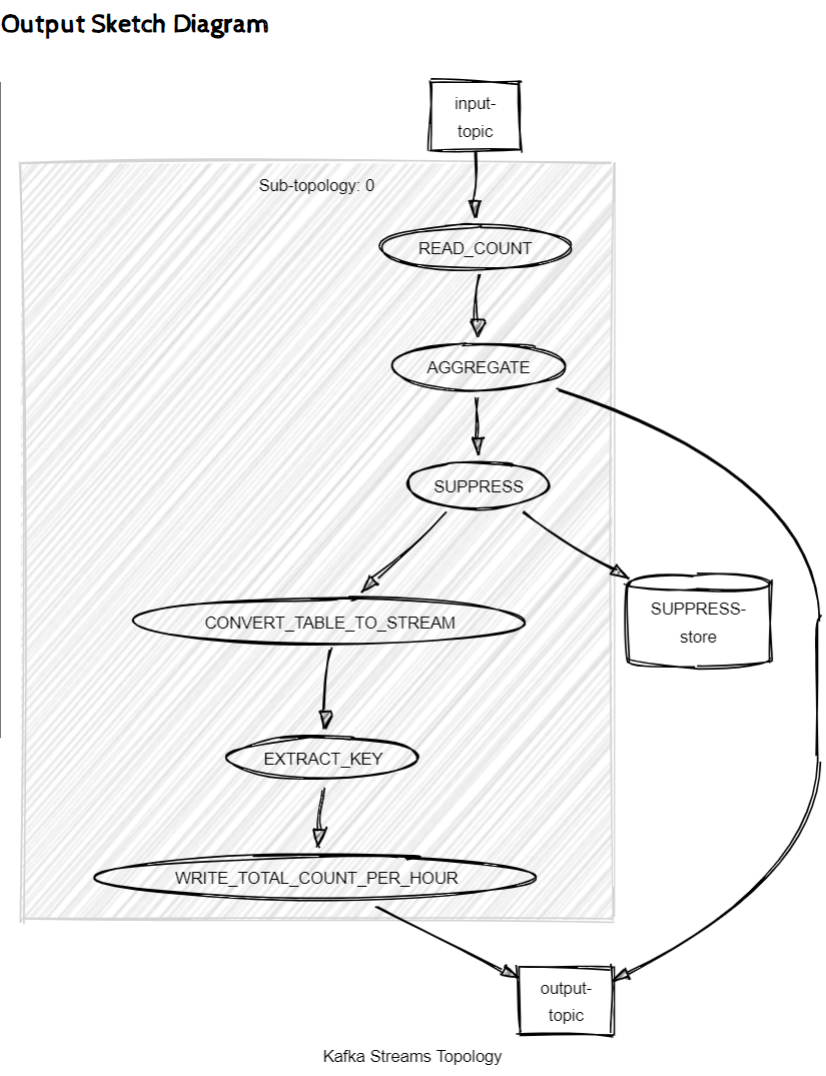 Output Sketch Diagram
input-
topic
Sub-topology: 0
READ_COUNT
AGGREGATE
SUPPRESS
CONVERT_TABLE_TO_STREAM
SUPPRESS-
store
EXTRACT_KEY
WRITE_TOTAL_COUNT_PER_HOUR
output-
topic
Kafka Streams Topology